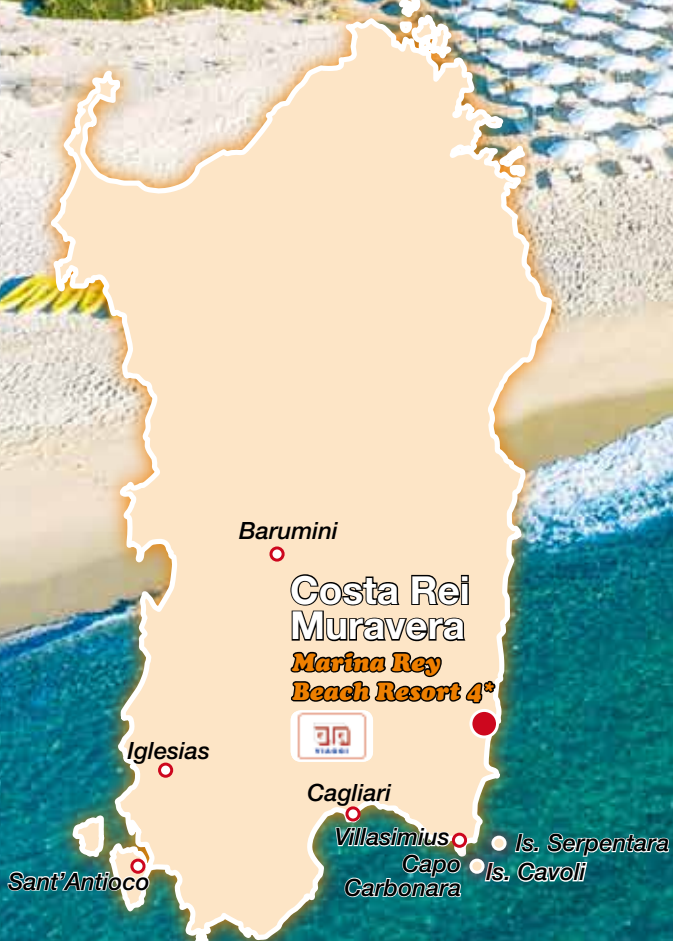 Barumini
Costa Rei
Muravera
Marina Rey
Beach Resort 4*
VIAGGI
Iglesias
Cagliari
Villasimius
Is. Serpentara
Capo
Carbonara
Is. Cavoli
Sant'Antioco